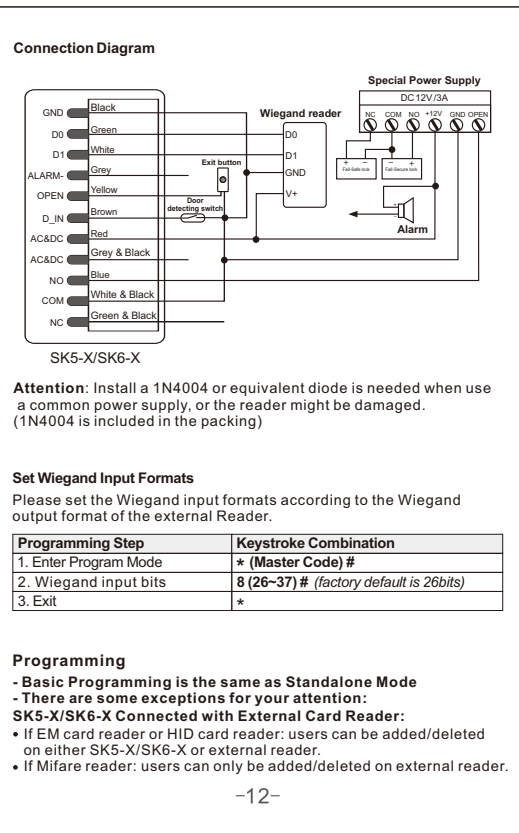 Connection Diagram
Special Power Supply
DC 12V/3A
NC COM NO +12V GND OPEN
GND Black
D0 Green
D1 White
ALARM- Grey
OPEN Yellow
D_IN Brown
AC&DC Red
AC&DC Grey & Black
NO Blue
COM White & Black
NC Green & Black
SK5-X/SK6-X
Exit button
Door
detecting switch
Wiegand reader
D0
D1
GND
V+
+ −
Fail-Safe lock
− +
Fail-Secure lock
+
−
Alarm
Attention: Install a 1N4004 or equivalent diode is needed when use
a common power supply, or the reader might be damaged.
(1N4004 is included in the packing)
Set Wiegand Input Formats
Please set the Wiegand input formats according to the Wiegand
output format of the external Reader.
Programming Step Keystroke Combination
1. Enter Program Mode * (Master Code) #
2. Wiegand input bits 8 (26~37) # (factory default is 26bits)
3. Exit *
Programming
- Basic Programming is the same as Standalone Mode
- There are some exceptions for your attention:
SK5-X/SK6-X Connected with External Card Reader:
• If EM card reader or HID card reader: users can be added/deleted
on either SK5-X/SK6-X or external reader.
• If Mifare reader: users can only be added/deleted on external reader.
-12-